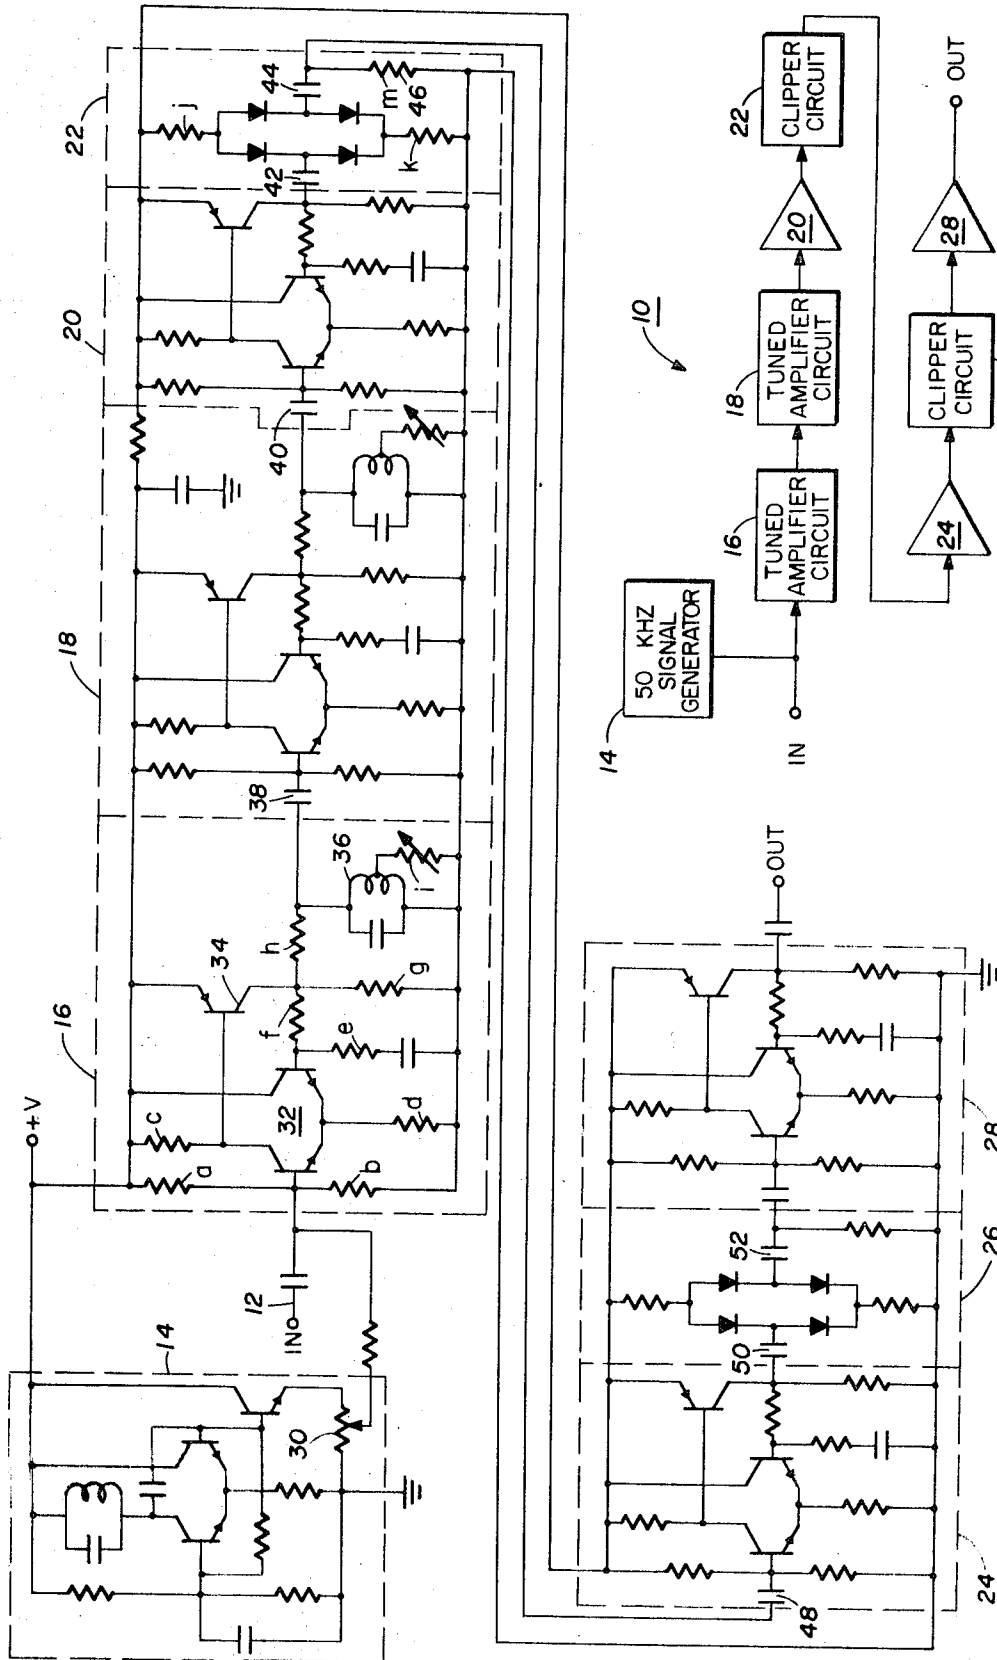 14
30
12
IN
+V
16
a
b
c
d
e
f
g
h
i
32
34
36
38
18
40
20
22
j
42
44
k
m
46
48
24
50
52
26
28
OUT
10
14
50 KHZ
SIGNAL
GENERATOR
IN
16
TUNED
AMPLIFIER
CIRCUIT
18
TUNED
AMPLIFIER
CIRCUIT
20
22
CLIPPER
CIRCUIT
24
CLIPPER
CIRCUIT
28
OUT